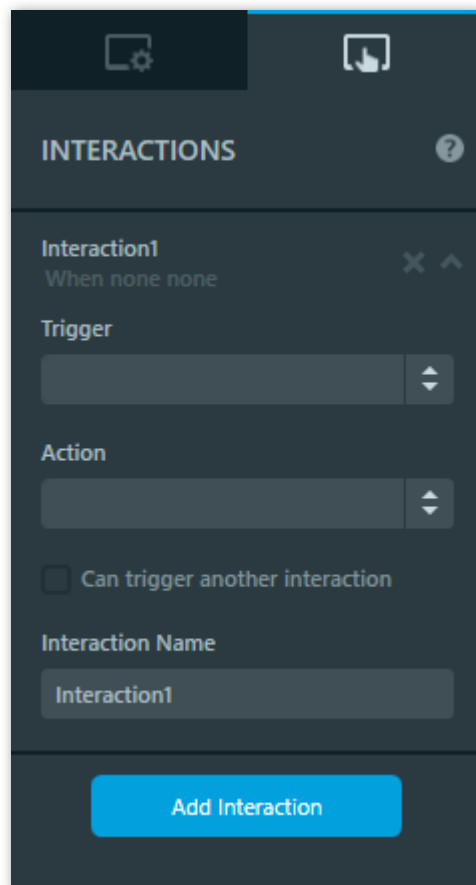 INTERACTIONS
?
Interaction1
When none none
Trigger
Action
Can trigger another interaction
Interaction Name
Interaction1
Add Interaction